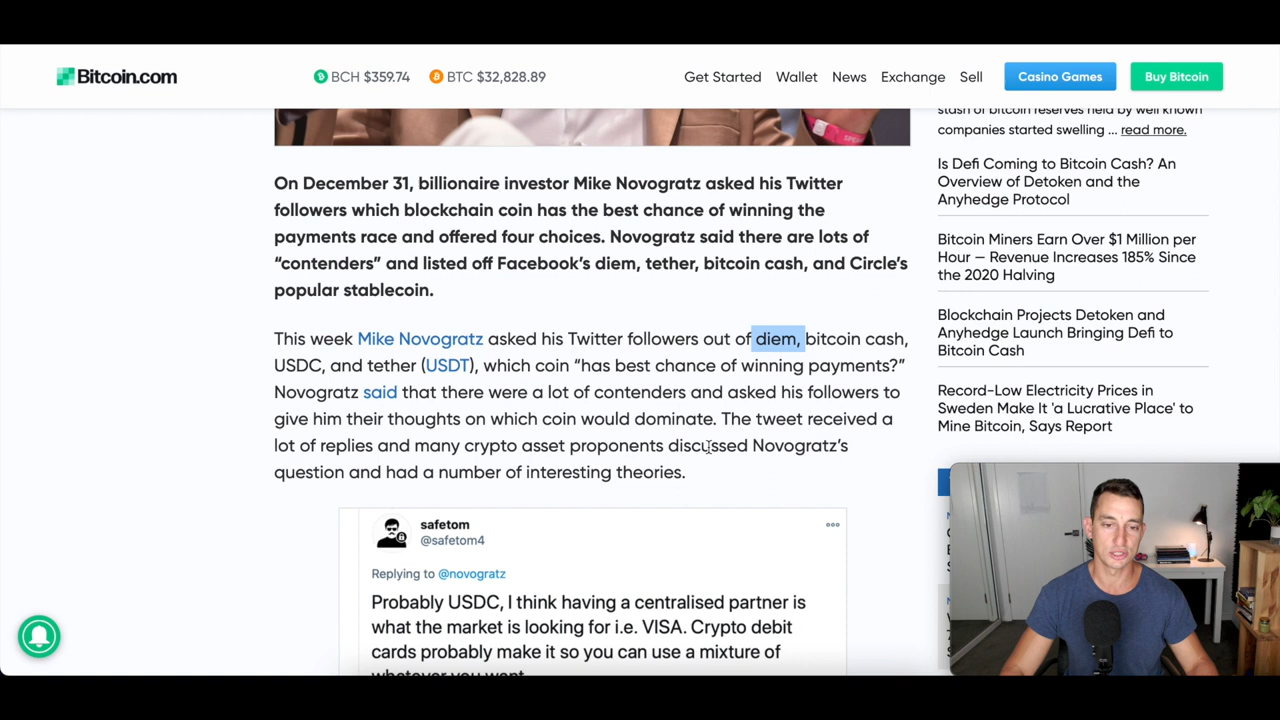 Bitcoin.com
BCH $359.74
BTC $32,828.89
Get Started
Wallet
News
Exchange
Sell
Casino Games
Buy Bitcoin
On December 31, billionaire investor Mike Novogratz asked his Twitter
followers which blockchain coin has the best chance of winning the
payments race and offered four choices. Novogratz said there are lots of
“contenders” and listed off Facebook’s diem, tether, bitcoin cash, and Circle’s
popular stablecoin.
This week Mike Novogratz asked his Twitter followers out of diem, bitcoin cash,
USDC, and tether (USDT), which coin “has best chance of winning payments?”
Novogratz said that there were a lot of contenders and asked his followers to
give him their thoughts on which coin would dominate. The tweet received a
lot of replies and many crypto asset proponents discussed Novogratz’s
question and had a number of interesting theories.
safetom
@safetom4
Replying to @novogratz
Probably USDC, I think having a centralised partner is
what the market is looking for i.e. VISA. Crypto debit
cards probably make it so you can use a mixture of
whatever you want
stash of bitcoin reserves held by well known
companies started swelling ... read more.
Is Defi Coming to Bitcoin Cash? An
Overview of Detoken and the
Anyhedge Protocol
Bitcoin Miners Earn Over $1 Million per
Hour — Revenue Increases 185% Since
the 2020 Halving
Blockchain Projects Detoken and
Anyhedge Launch Bringing Defi to
Bitcoin Cash
Record-Low Electricity Prices in
Sweden Make It 'a Lucrative Place' to
Mine Bitcoin, Says Report